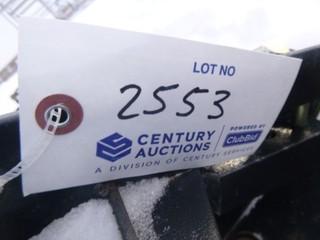 LOT NO
2553
CENTURY
AUCTIONS
POWERED BY
ClubBid
A DIVISION OF CENTURY SERVICES